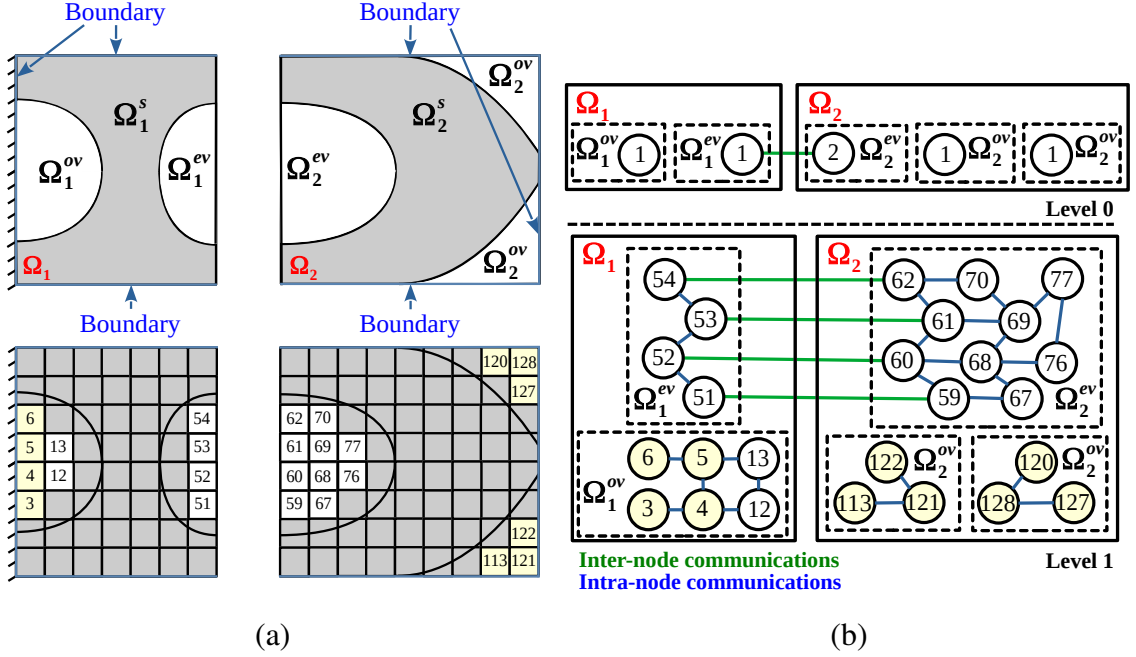 Boundary
Boundary
Ω₁ˢ
Ω₁ᵒᵛ
Ω₁ᵉᵛ
Ω₁
Ω₂ᵒᵛ
Ω₂ˢ
Ω₂ᵉᵛ
Ω₂ᵒᵛ
Ω₂
Boundary
Boundary
6
54
5 13
53
4 12
52
3
51
120 128
127
62 70
61 69 77
60 68 76
59 67
122
113 121
(a)
Ω₁
Ω₂
Ω₁ᵒᵛ 1
Ω₁ᵉᵛ 1
2 Ω₂ᵉᵛ
1 Ω₂ᵒᵛ
1 Ω₂ᵒᵛ
Level 0
Ω₁
54
53
52
51
Ω₁ᵉᵛ
6 5 13
Ω₁ᵒᵛ
3 4 12
Ω₂
62 70 77
61 69
60 68 76
59 67
Ω₂ᵉᵛ
122 Ω₂ᵒᵛ
113 121
120 Ω₂ᵒᵛ
128 127
Inter-node communications
Intra-node communications
Level 1
(b)